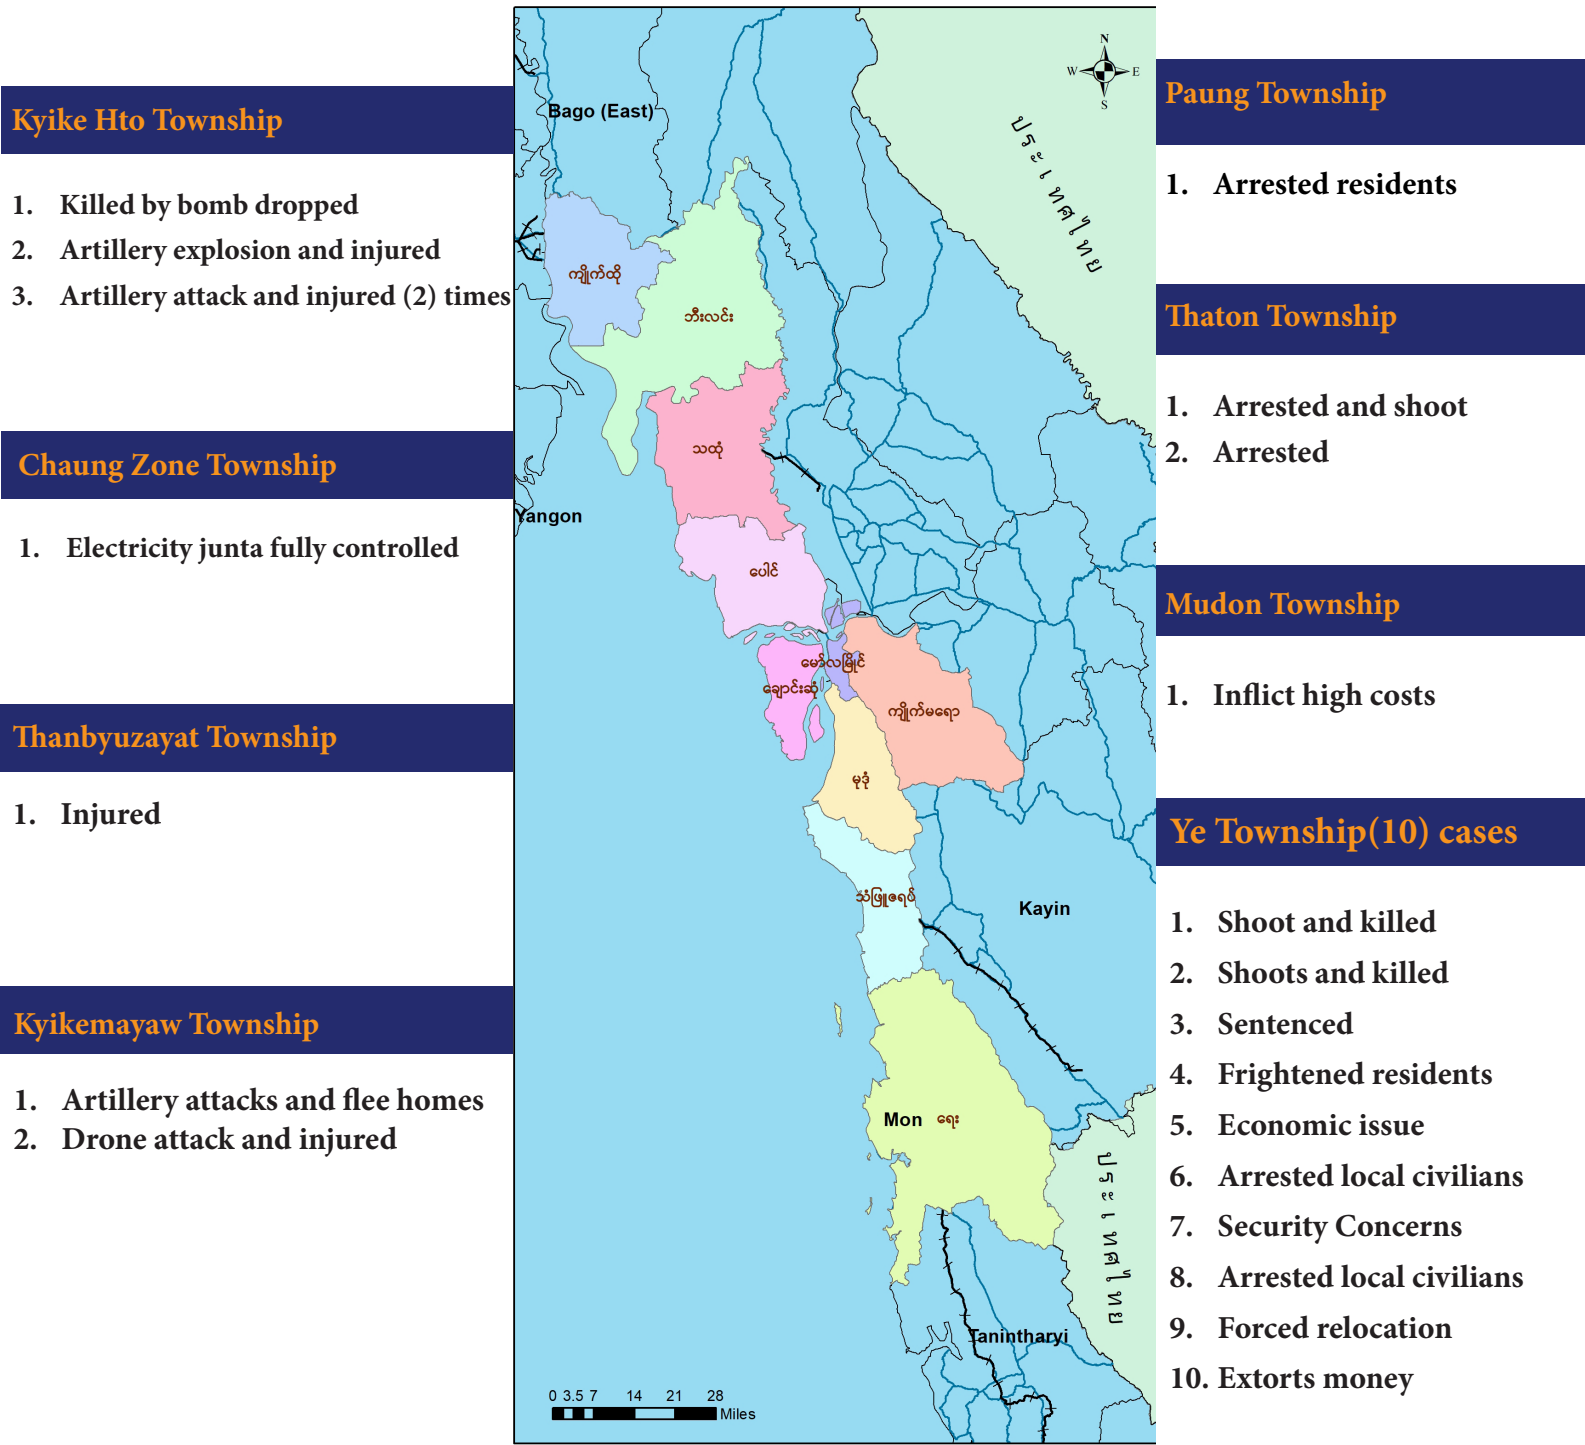 Kyike Hto Township
1. Killed by bomb dropped
2. Artillery explosion and injured
3. Artillery attack and injured (2) times
Chaung Zone Township
1. Electricity junta fully controlled
Thanbyuzayat Township
1. Injured
Kyikemayaw Township
1. Artillery attacks and flee homes
2. Drone attack and injured
N
W E
S
Bago (East)
ประเทศไทย
ကျိုက်ထို
ဘီးလင်း
သထုံ
Yangon
ပေါင်
မော်လမြိုင်
ချောင်းဆုံ
ကျိုက်မရော
မုဒုံ
သံဖြူဇရပ်
Kayin
Mon ရေး
ประเทศไทย
Tanintharyi
0 3.5 7 14 21 28
Miles
Paung Township
1. Arrested residents
Thaton Township
1. Arrested and shoot
2. Arrested
Mudon Township
1. Inflict high costs
Ye Township(10) cases
1. Shoot and killed
2. Shoots and killed
3. Sentenced
4. Frightened residents
5. Economic issue
6. Arrested local civilians
7. Security Concerns
8. Arrested local civilians
9. Forced relocation
10. Extorts money